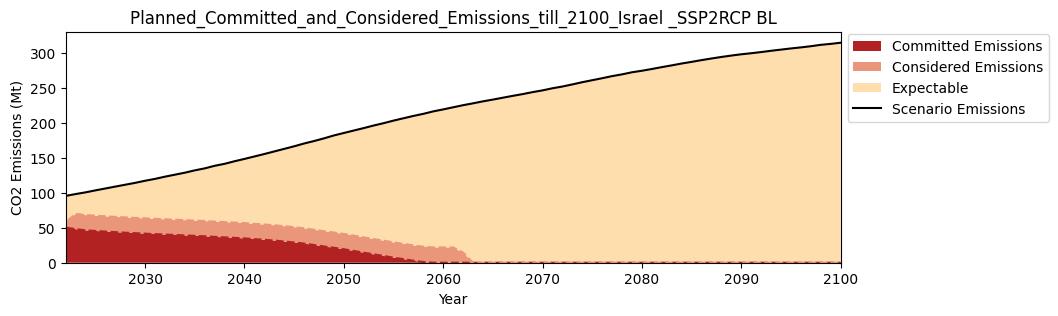 Planned_Committed_and_Considered_Emissions_till_2100_Israel _SSP2RCP BL
CO2 Emissions (Mt)
300
250
200
150
100
50
0
2030 2040 2050 2060 2070 2080 2090 2100
Year
Committed Emissions
Considered Emissions
Expectable
Scenario Emissions